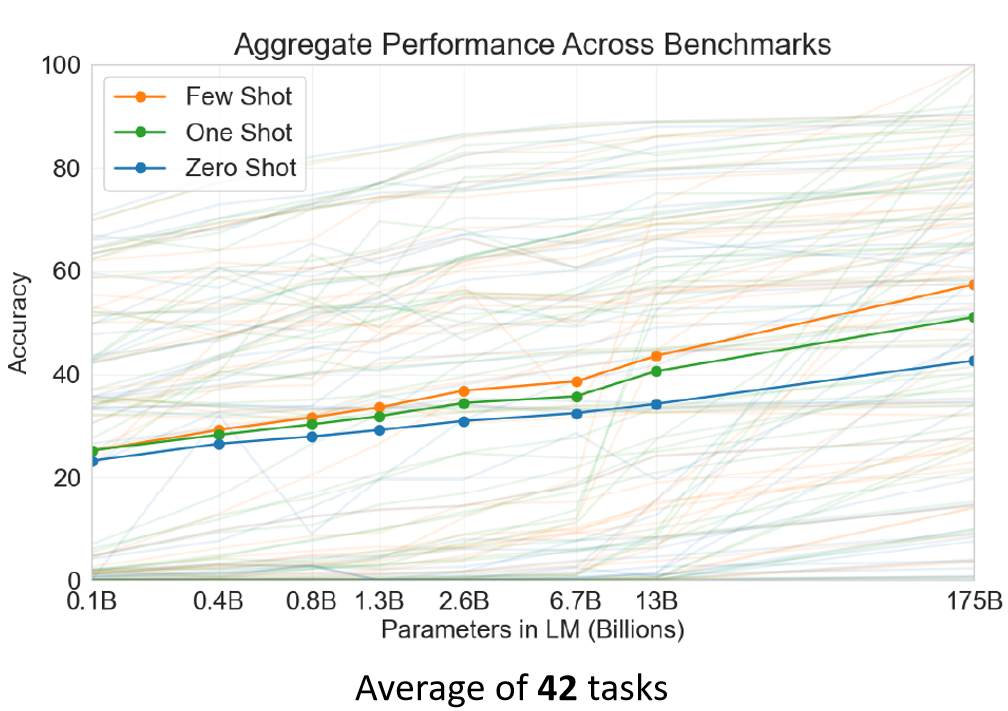 Aggregate Performance Across Benchmarks
100
80
60
40
20
0
Accuracy
Few Shot
One Shot
Zero Shot
0.1B 0.4B 0.8B 1.3B 2.6B 6.7B 13B 175B
Parameters in LM (Billions)
Average of 42 tasks